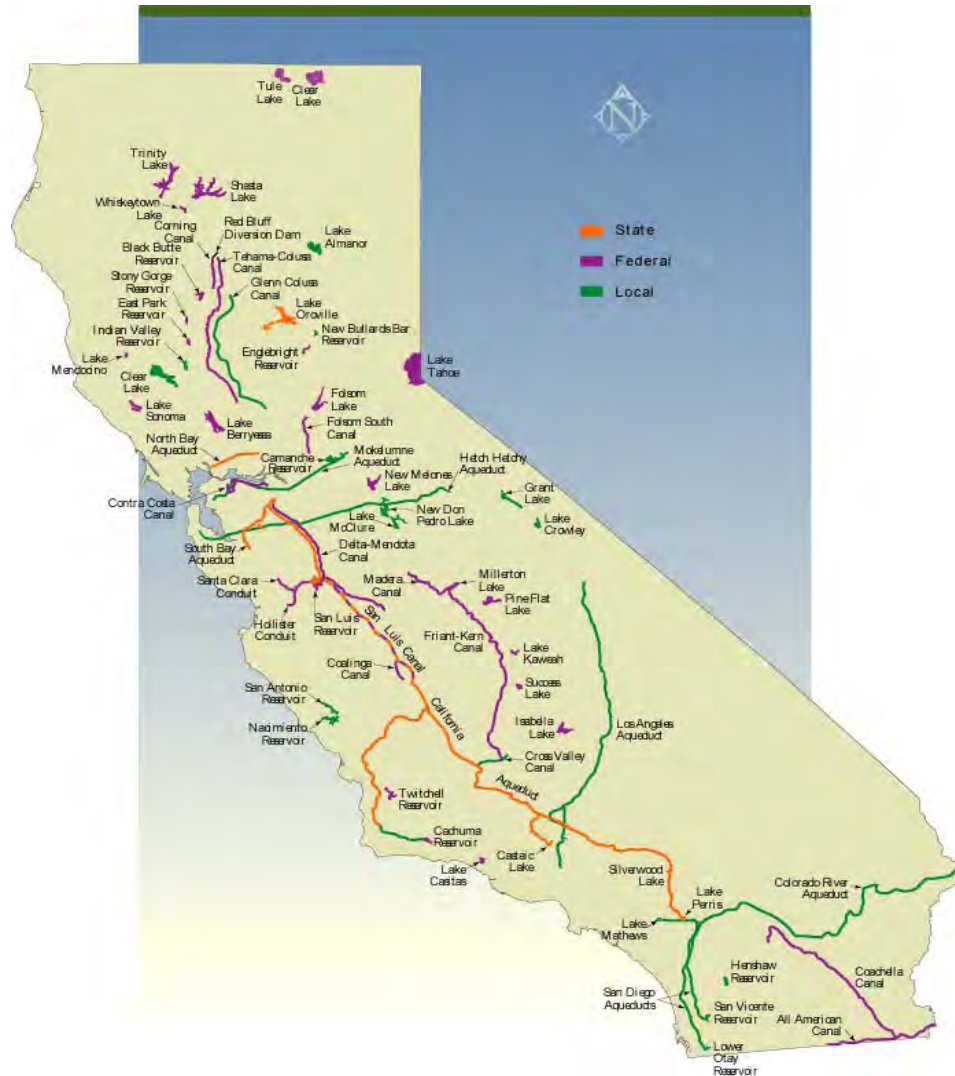 Tule
Lake
Clear
Lake
N
Trinity
Lake
Shasta
Lake
Whiskeytown
Lake
Corning
Canal
Red Bluff
Diversion Dam
Lake
Almanor
State
Federal
Local
Black Butte
Reservoir
Tehama-Colusa
Canal
Stony Gorge
Reservoir
Glenn Colusa
Canal
East Park
Reservoir
Lake
Oroville
Indian Valley
Reservoir
New Bullards Bar
Reservoir
Englebright
Reservoir
Lake
Mendocino
Lake
Tahoe
Clear
Lake
Lake
Sonoma
Folsom
Lake
Lake
Berryessa
Folsom South
Canal
North Bay
Aqueduct
Camanche
Reservoir
Mokelumne
Aqueduct
Hetch Hetchy
Aqueduct
New Melones
Lake
Grant
Lake
Contra Costa
Canal
New Don
Pedro Lake
Lake
McClure
Lake
Crowley
South Bay
Aqueduct
Delta-Mendota
Canal
Santa Clara
Conduit
Madera
Canal
Millerton
Lake
Pine Flat
Lake
Hollister
Conduit
San Luis
Reservoir
San Luis Canal
Friant-Kern
Canal
Lake
Kaweah
Coalinga
Canal
Success
Lake
San Antonio
Reservoir
Nacimiento
Reservoir
California
Aqueduct
Isabella
Lake
Los Angeles
Aqueduct
Cross Valley
Canal
Twitchell
Reservoir
Cachuma
Reservoir
Castaic
Lake
Lake
Casitas
Silverwood
Lake
Lake
Perris
Colorado River
Aqueduct
Lake
Mathews
Henshaw
Reservoir
Coachella
Canal
San Diego
Aqueducts
San Vicente
Reservoir
All American
Canal
Lower
Otay
Reservoir